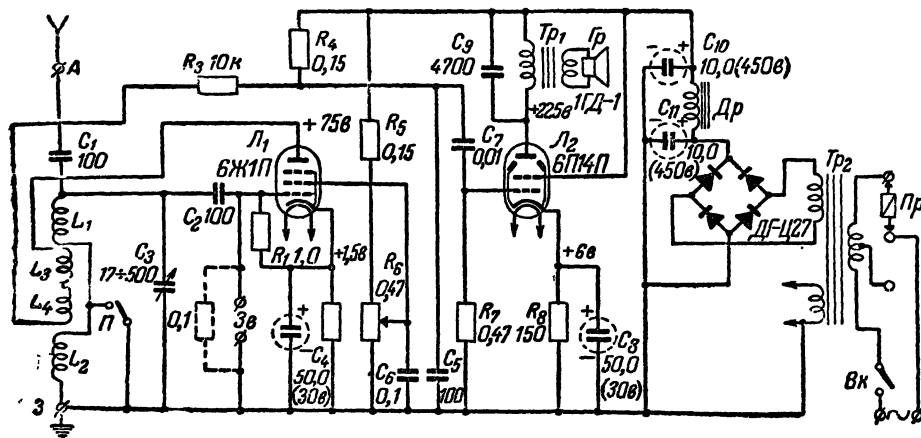 A
C1
100
R3 10к
R4
0,15
+75в
Л1
6Ж1П
C2 100
L1
L3
L4
L2
П
З
C3
17÷500
0,1
Зв
R1 1,0
+1,5в
C4
50,0
(30в)
R5
0,15
R6
0,47
C6
0,1
C5
100
C9
4700
C7
0,01
R7
0,47
Тр1
Гр
1ГД-1
+225в
Л2
6П14П
+6в
R8
150
C8
50,0
(30в)
C10
10,0 (450в)
Др
C11
10,0
(450в)
ДГ-Ц27
Тр2
Пр
Вк